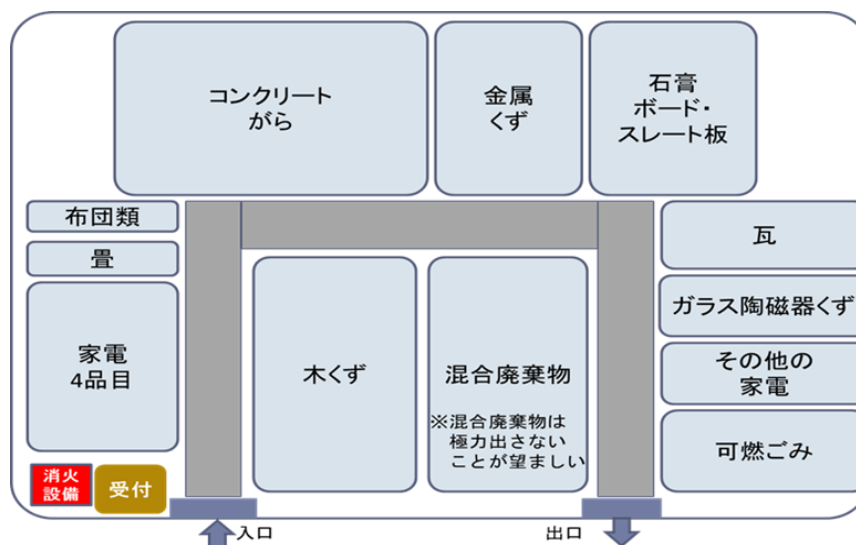 コンクリート
がら
金属
くず
石膏
ボード・
スレート板
布団類
畳
家電
4品目
木くず
混合廃棄物
※混合廃棄物は
極力出さない
ことが望ましい
瓦
ガラス陶磁器くず
その他の
家電
可燃ごみ
消火
設備
受付
入口
出口